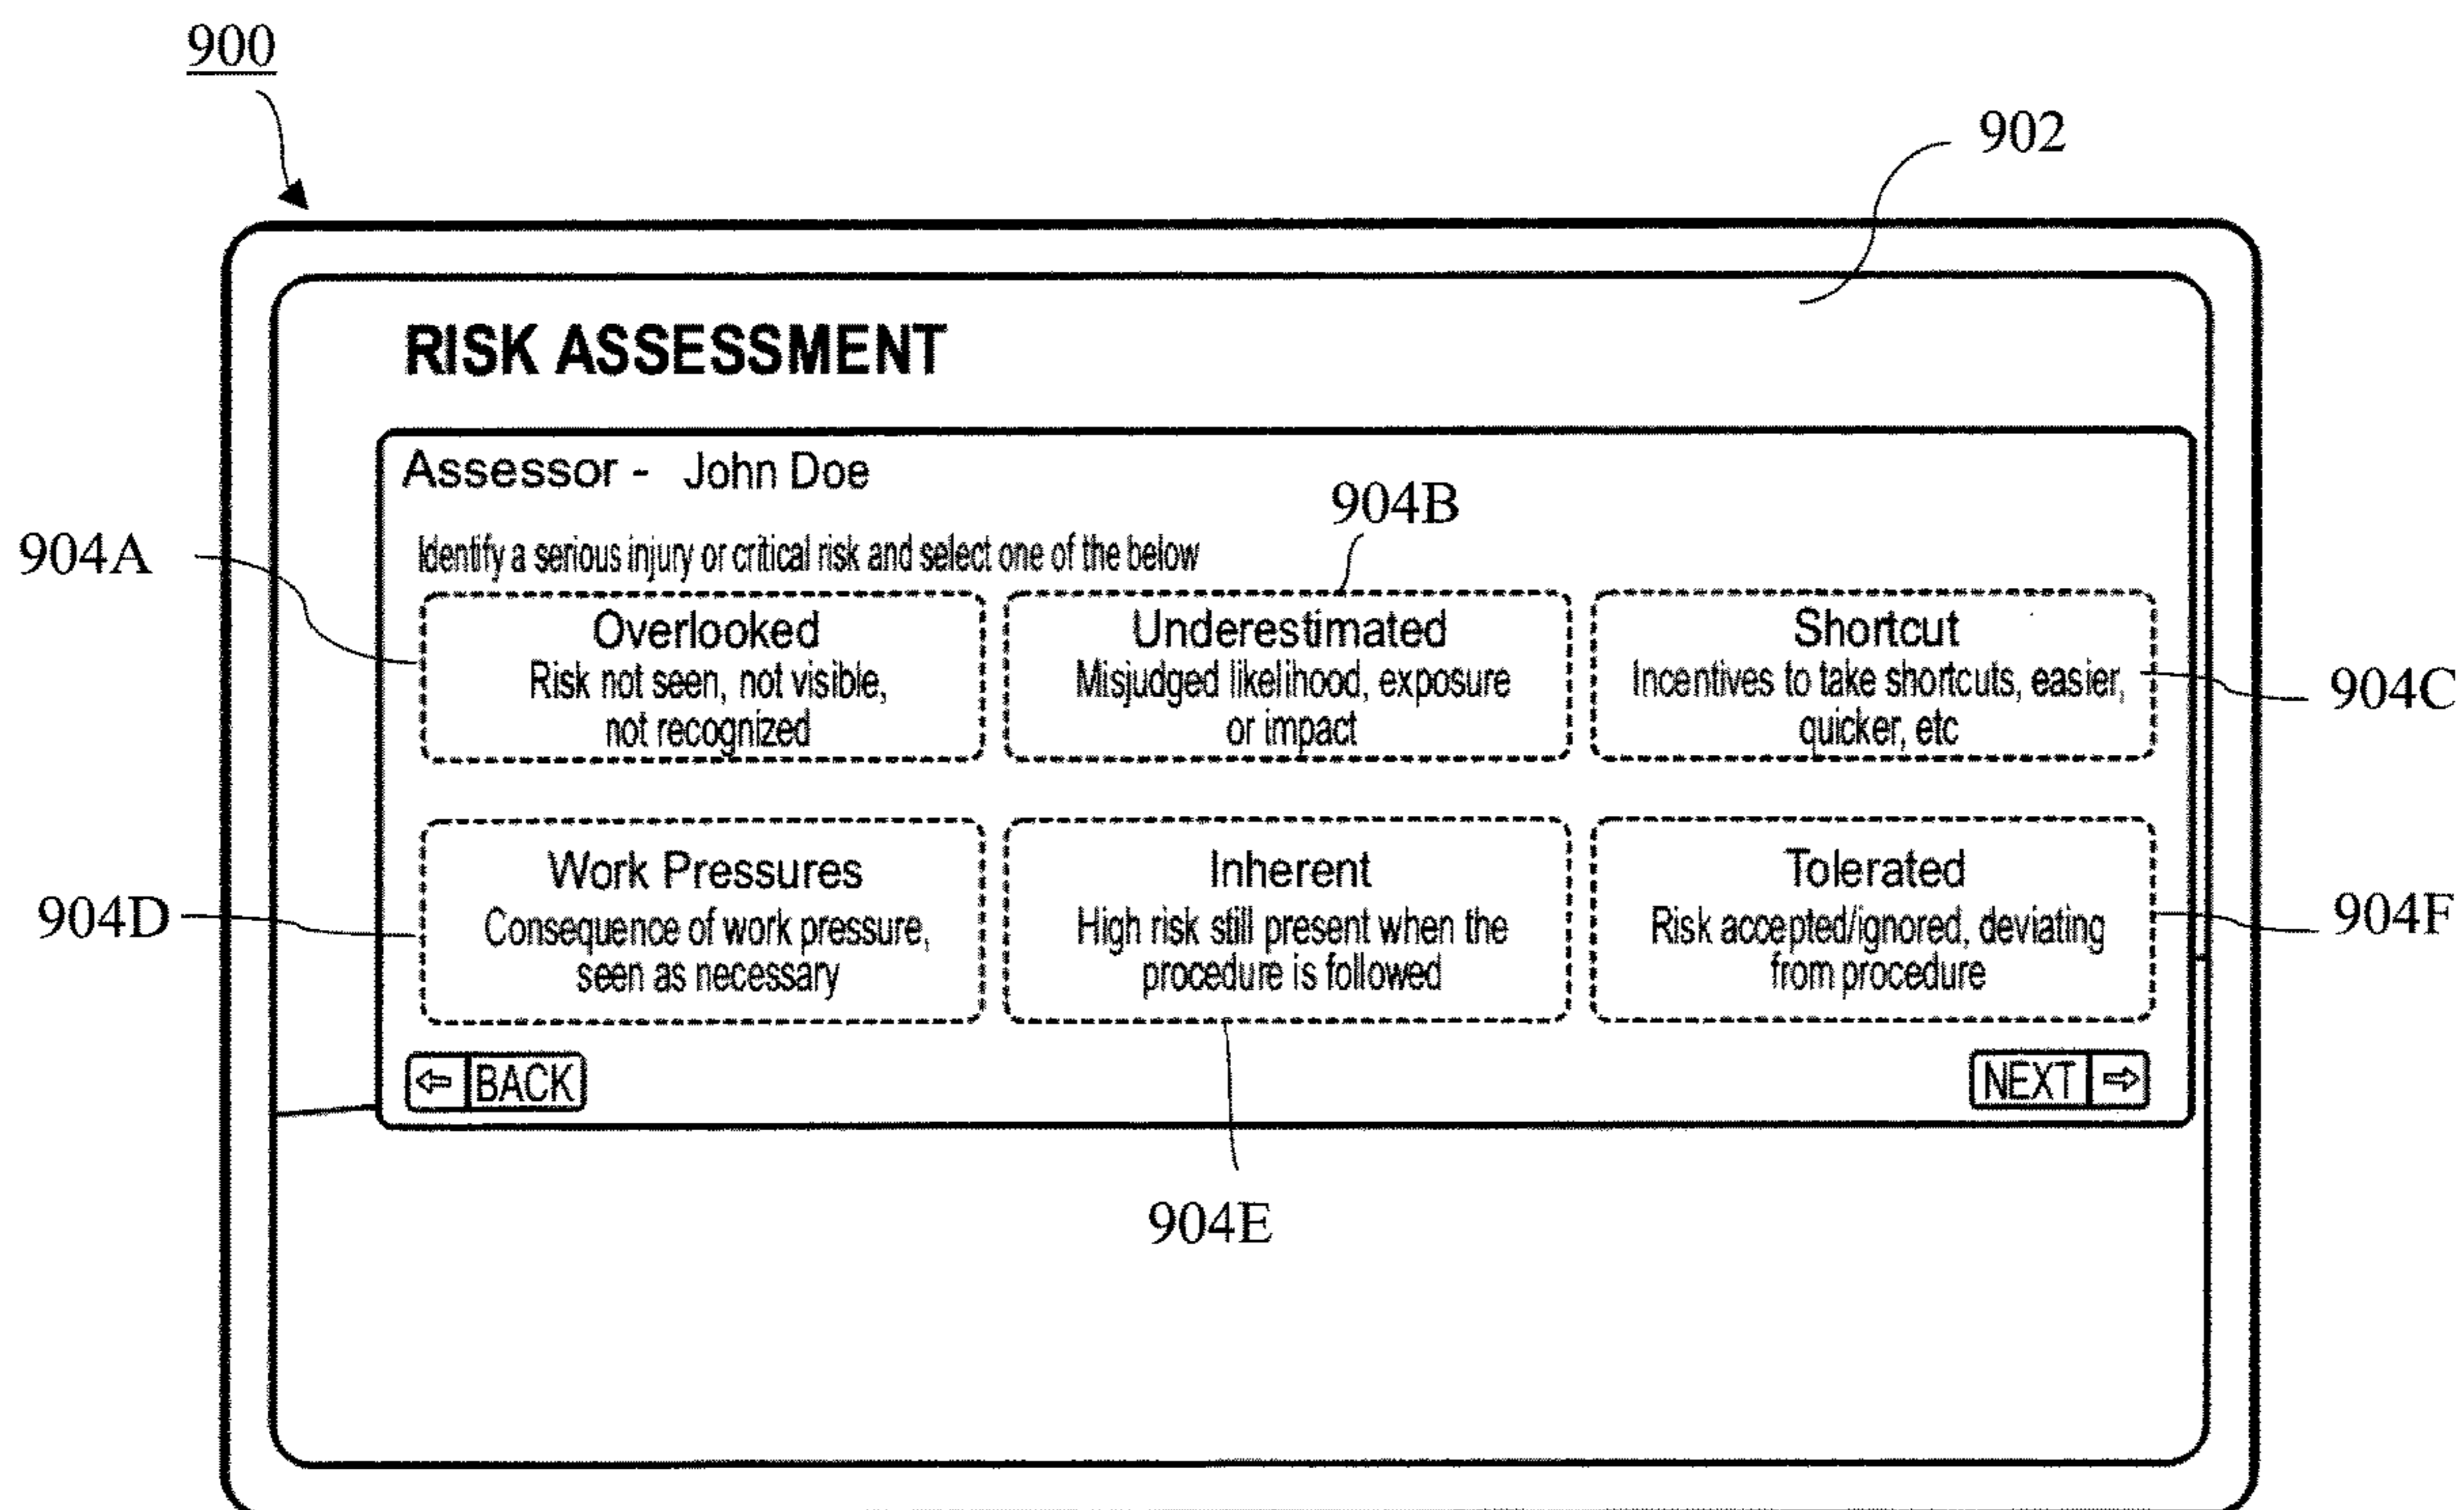 900
902
RISK ASSESSMENT
Assessor - John Doe
904B
904A
Identify a serious injury or critical risk and select one of the below
Overlooked
Risk not seen, not visible,
not recognized
Underestimated
Misjudged likelihood, exposure
or impact
Shortcut
Incentives to take shortcuts, easier,
quicker, etc
904C
Work Pressures
Consequence of work pressure,
seen as necessary
904D
Inherent
High risk still present when the
procedure is followed
Tolerated
Risk accepted/ignored, deviating
from procedure
904F
BACK
NEXT
904E